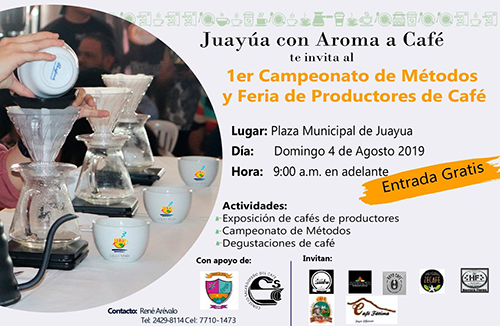 Juayúa con Aroma a Café
te invita al
1er Campeonato de Métodos
y Feria de Productores de Café
Lugar: Plaza Municipal de Juayua
Día: Domingo 4 de Agosto 2019
Hora: 9:00 a.m. en adelante
Entrada Gratis
Actividades:
Exposición de cafés de productores
Campeonato de Métodos
Degustaciones de café
Con apoyo de:
Invitan:
Café Fátima
Contacto: René Arévalo
Tel: 2429-8114 Cel: 7710-1473